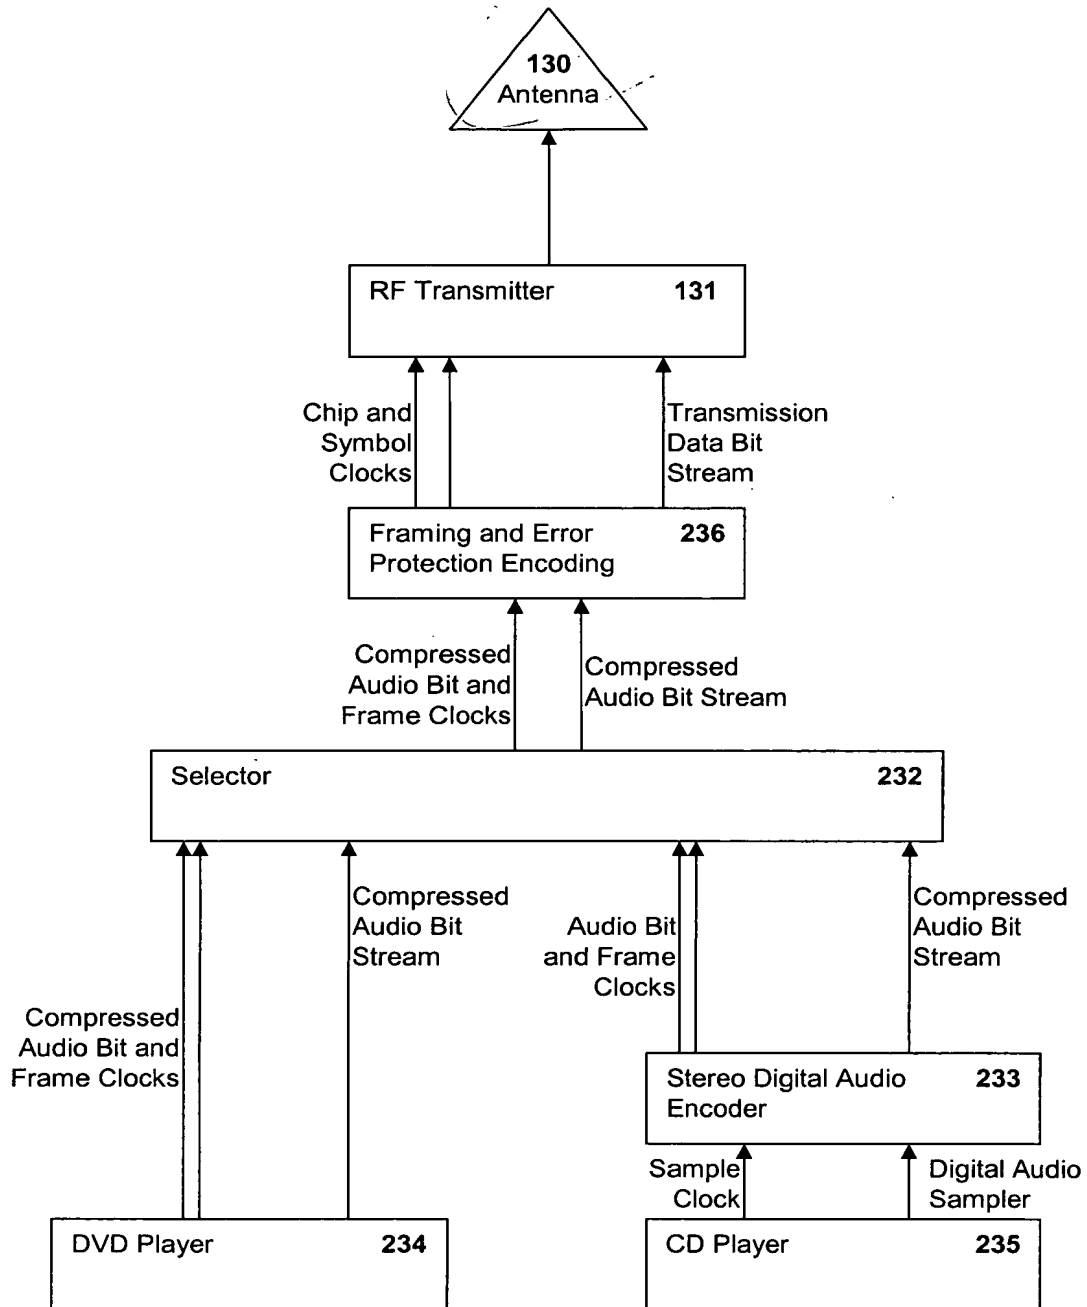 130
Antenna
RF Transmitter 131
Chip and
Symbol
Clocks
Transmission
Data Bit
Stream
Framing and Error 236
Protection Encoding
Compressed
Audio Bit and
Frame Clocks
Compressed
Audio Bit Stream
Selector 232
Compressed
Audio Bit and
Frame Clocks
Compressed
Audio Bit
Stream
Audio Bit
and Frame
Clocks
Compressed
Audio Bit
Stream
Stereo Digital Audio 233
Encoder
Sample
Clock
Digital Audio
Sampler
DVD Player 234
CD Player 235